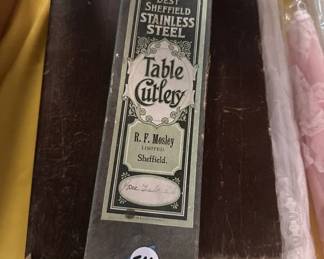 BEST
SHEFFIELD
STAINLESS
STEEL
Table
Cutlery
R. F. Mosley
LIMITED.
Sheffield.